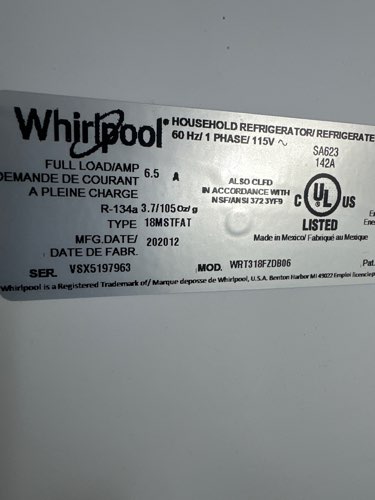 Whirlpool®
HOUSEHOLD REFRIGERATOR/ REFRIGERATE
60 Hz/ 1 PHASE/ 115V ~
SA623
142A
FULL LOAD/AMP 6.5 A
DEMANDE DE COURANT
A PLEINE CHARGE
ALSO CLFD
IN ACCORDANCE WITH
NSF/ANSI 372 3YF9
C UL US
LISTED
R-134a 3.7/105 Oz/g
TYPE 18MSTFAT
MFG.DATE/ 202012
DATE DE FABR.
Made in Mexico/ Fabriqué au Mexique
Ene
SER. VSX5197963
MOD. WRT318FZDB06
Pat.
Whirlpool is a Registered Trademark of/ Marque deposse de Whirlpool, U.S.A. Benton Harbor MI 49022